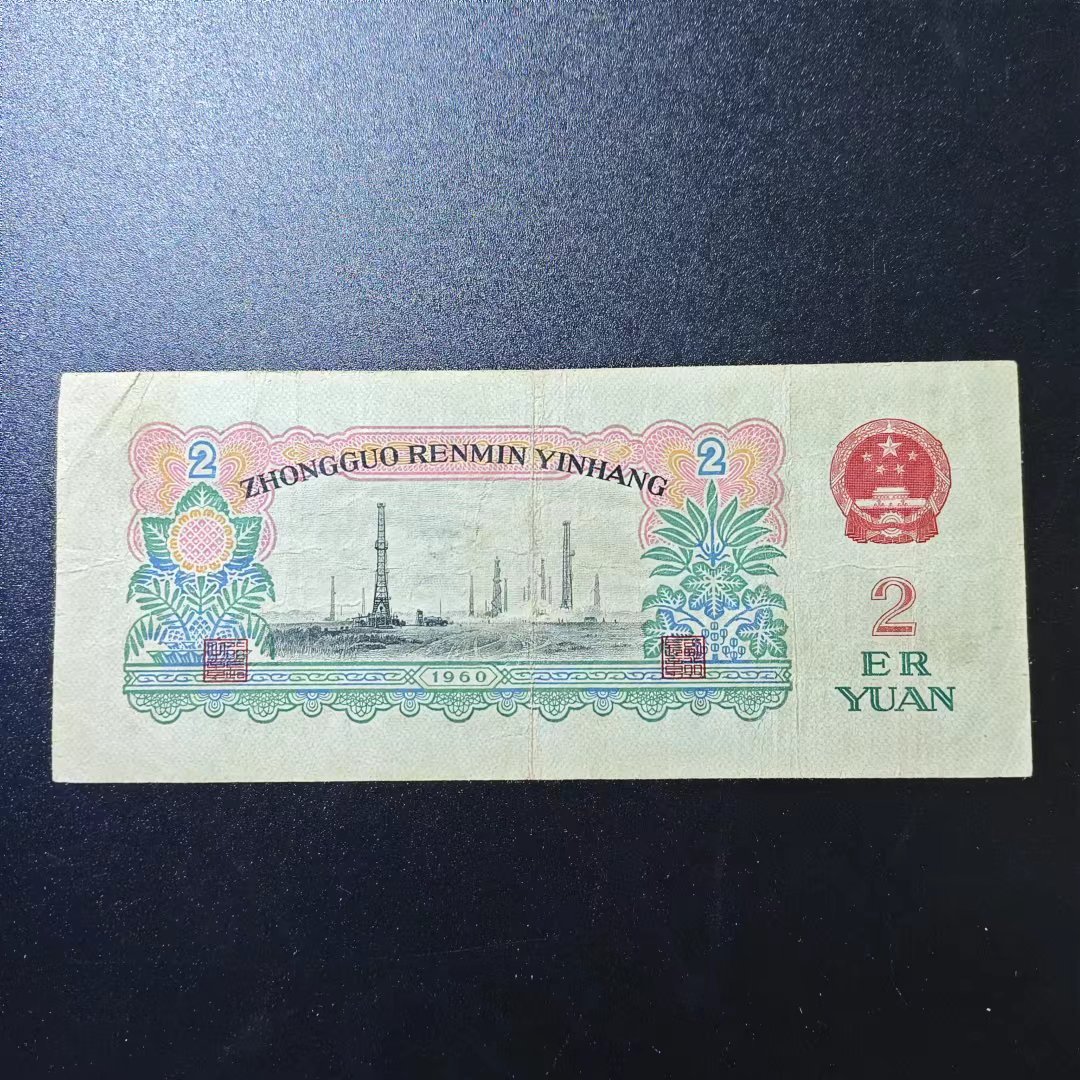 2
2
ZHONGGUO RENMIN YINHANG
2
ER
YUAN
1960